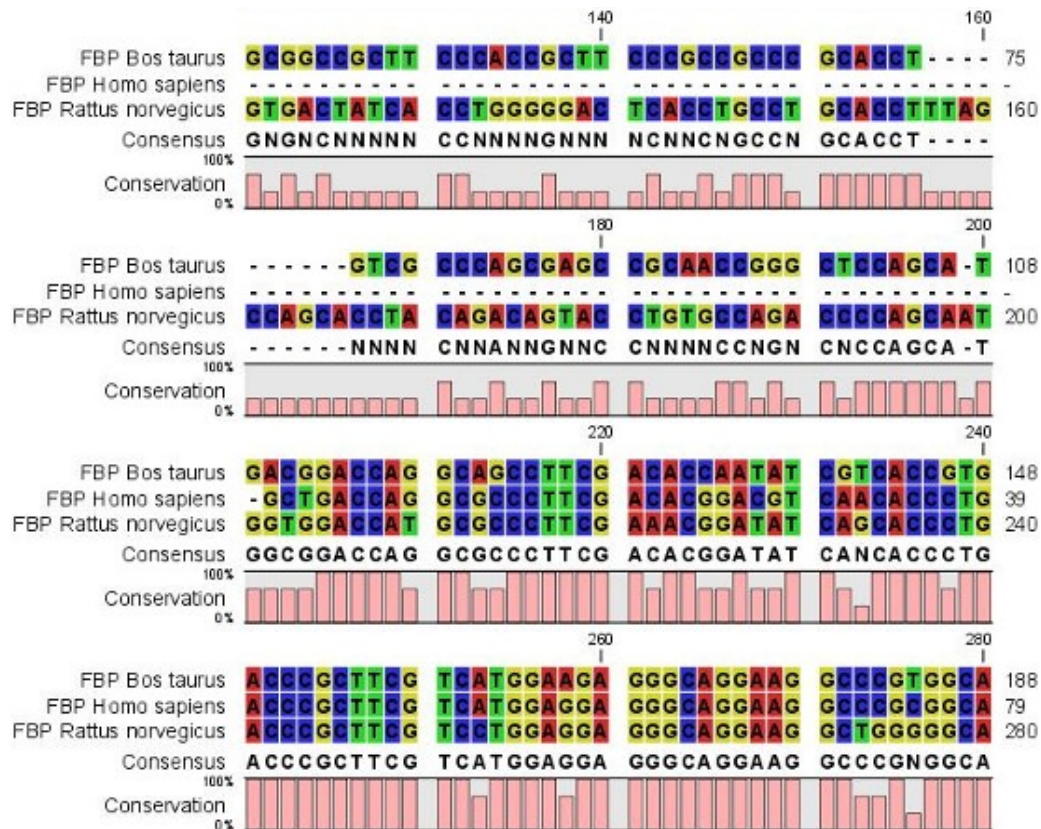 140 160
FBP Bos taurus GCGGCCGCTT CCCACCGCTT CCCGCCGCCC GCACCT---- 75
FBP Homo sapiens ---------- ---------- ---------- ---------- -
FBP Rattus norvegicus GTGACTATCA CCTGGGGGAC TCACCTGCCT GCACCTTTAG 160
Consensus GNGNCNNNNN CCNNNNGNNN NCNNCNGCCN GCACCT----
100%
Conservation
0%
180 200
FBP Bos taurus ------GTCG CCCAGCGAGC CGCAACCGGG CTCCAGCA-T 108
FBP Homo sapiens ---------- ---------- ---------- ---------- -
FBP Rattus norvegicus CCAGCACCTA CAGACAGTAC CTGTGCCAGA CCCCAGCAAT 200
Consensus ------NNNN CNNANNGNNC CNNNNCCNGN CNCCAGCA-T
100%
Conservation
0%
220 240
FBP Bos taurus GACGGACCAG GCAGCCTTCG ACACCAATAT CGTCACCGTG 148
FBP Homo sapiens -GCTGACCAG GCGCCCTTCG ACACGGACGT CAACACCCTG 39
FBP Rattus norvegicus GGTGGACCAT GCGCCCTTCG AAACGGATAT CAGCACCCTG 240
Consensus GGCGGACCAG GCGCCCTTCG ACACGGATAT CANCACCCTG
100%
Conservation
0%
260 280
FBP Bos taurus ACCCGCTTCG TCATGGAAGA GGGCAGGAAG GCCCGTGGCA 188
FBP Homo sapiens ACCCGCTTCG TCATGGAGGA GGGCAGGAAG GCCCGCGGCA 79
FBP Rattus norvegicus ACCCGCTTCG TCCTGGAGGA GGGCAGGAAG GCTGGGGGCA 280
Consensus ACCCGCTTCG TCATGGAGGA GGGCAGGAAG GCCCGNGGCA
100%
Conservation
0%